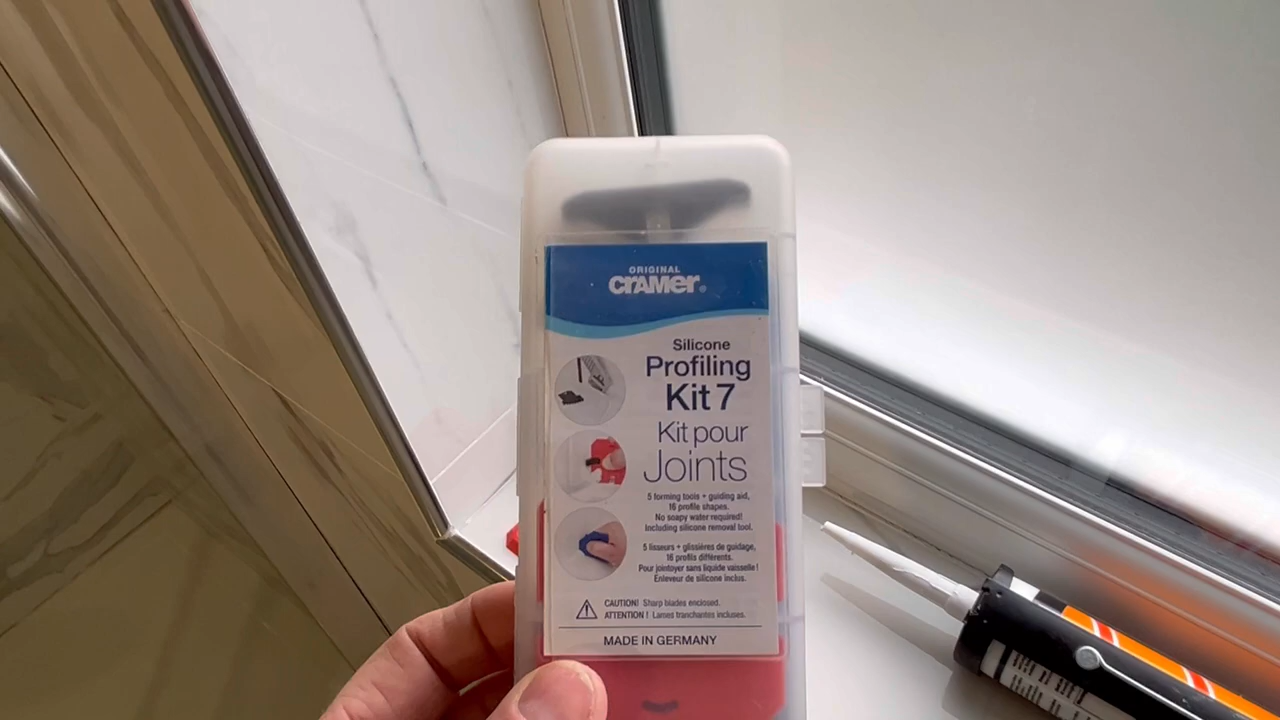 ORIGINAL
CRAMER®
Silicone
Profiling
Kit 7
Kit pour
Joints
5 forming tools + guiding aid,
16 profile shapes.
No soapy water required!
Including silicone removal tool.
5 lisseurs + glissières de guidage,
16 profils différents.
Pour jointoyer sans liquide vaisselle!
Enleveur de silicone inclus.
CAUTION! Sharp blades enclosed.
ATTENTION! Lames tranchantes incluses.
MADE IN GERMANY